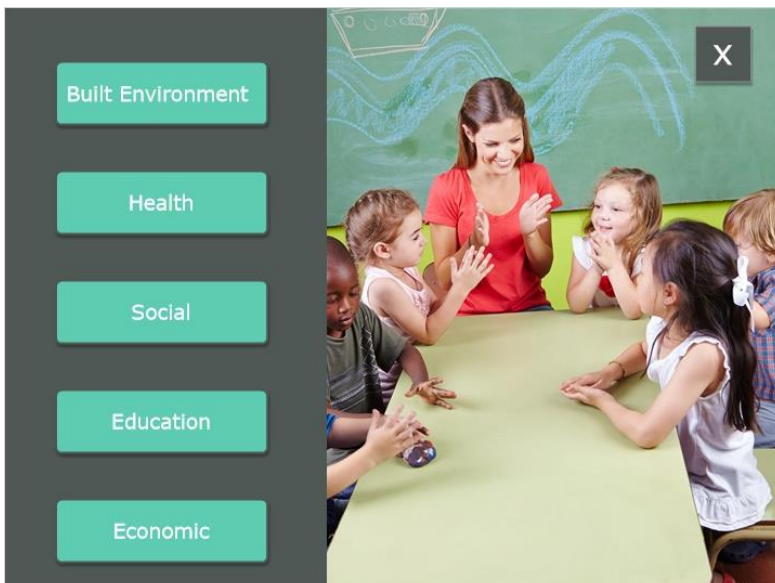 Built Environment
Health
Social
Education
Economic
X